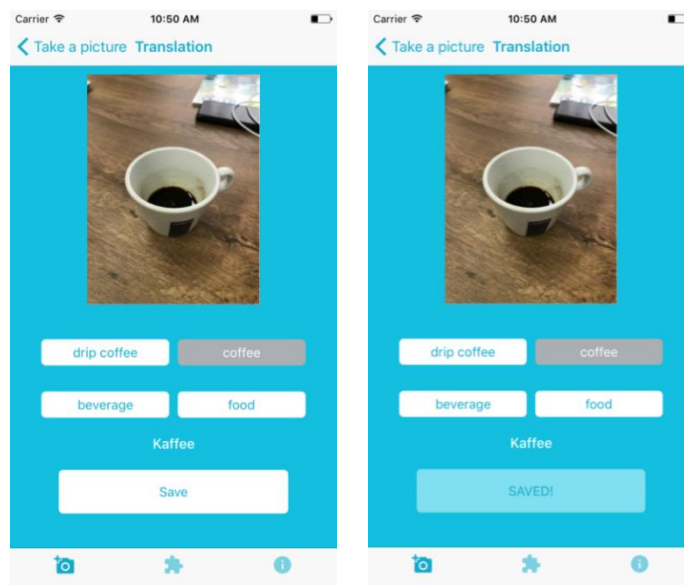 Carrier 10:50 AM
Take a picture Translation
drip coffee coffee
beverage food
Kaffee
Save
Carrier 10:50 AM
Take a picture Translation
drip coffee coffee
beverage food
Kaffee
SAVED!